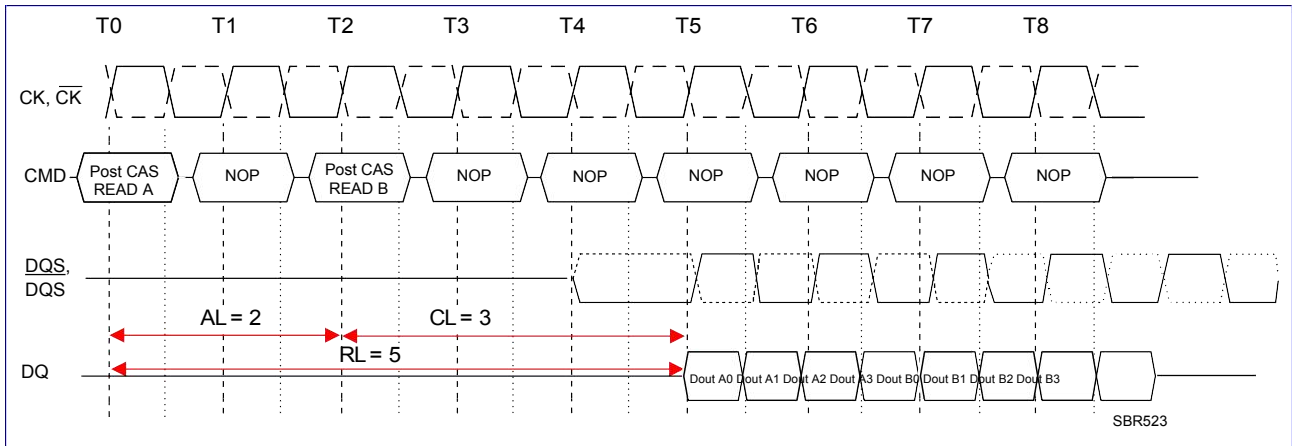 T0 T1 T2 T3 T4 T5 T6 T7 T8
CK, CK
CMD
Post CAS
READ A
NOP
Post CAS
READ B
NOP
NOP
NOP
NOP
NOP
NOP
DQS,
DQS
AL = 2
CL = 3
RL = 5
DQ
Dout A0 Dout A1 Dout A2 Dout A3 Dout B0 Dout B1 Dout B2 Dout B3
SBR523